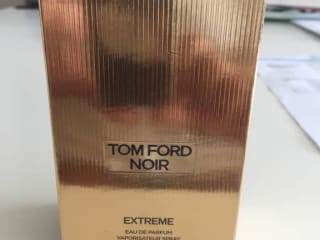 TOM FORD
NOIR
EXTREME
EAU DE PARFUM
VAPORISATEUR SPRAY